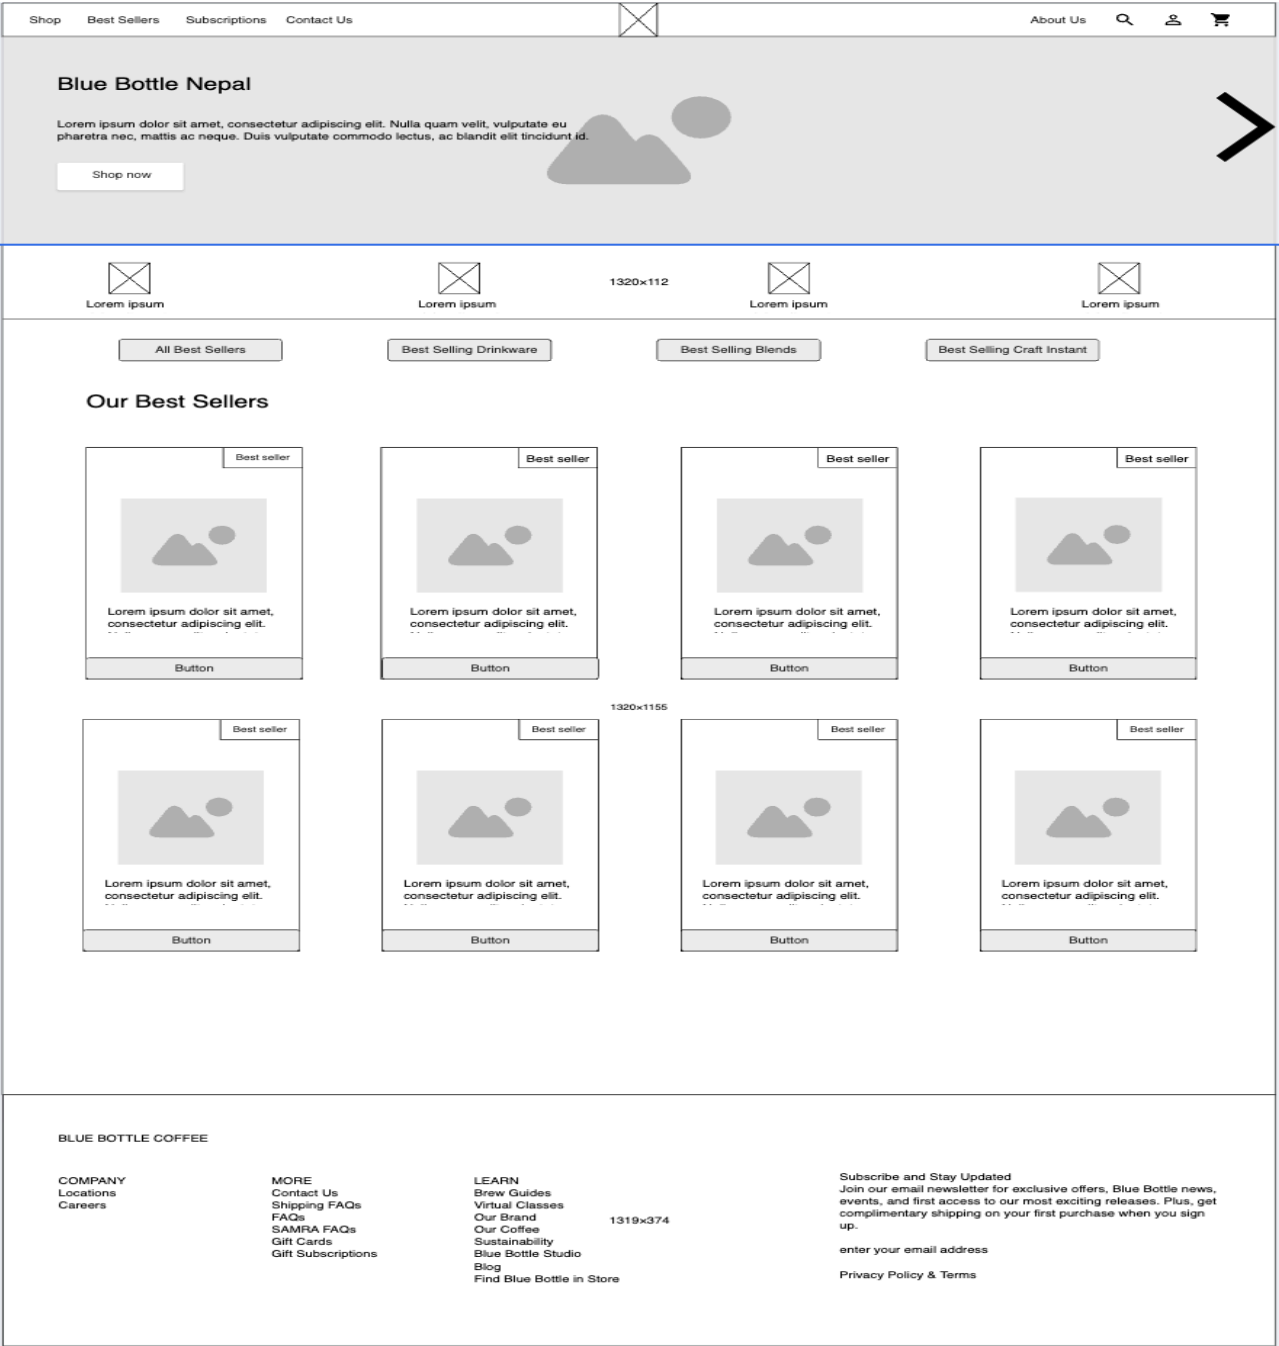 Shop Best Sellers Subscriptions Contact Us About Us
Blue Bottle Nepal
Lorem ipsum dolor sit amet, consectetur adipiscing elit. Nulla quam velit, vulputate eu
pharetra nec, mattis ac neque. Duis vulputate commodo lectus, ac blandit elit tincidunt id.
Shop now
1320x112
Lorem ipsum Lorem ipsum Lorem ipsum Lorem ipsum
All Best Sellers Best Selling Drinkware Best Selling Blends Best Selling Craft Instant
Our Best Sellers
Best seller Best seller Best seller Best seller
Lorem ipsum dolor sit amet, Lorem ipsum dolor sit amet, Lorem ipsum dolor sit amet, Lorem ipsum dolor sit amet,
consectetur adipiscing elit. consectetur adipiscing elit. consectetur adipiscing elit. consectetur adipiscing elit.
Button Button Button Button
1320x1155
Best seller Best seller Best seller Best seller
Lorem ipsum dolor sit amet, Lorem ipsum dolor sit amet, Lorem ipsum dolor sit amet, Lorem ipsum dolor sit amet,
consectetur adipiscing elit. consectetur adipiscing elit. consectetur adipiscing elit. consectetur adipiscing elit.
Button Button Button Button
BLUE BOTTLE COFFEE
COMPANY
Locations
Careers
MORE
Contact Us
Shipping FAQs
FAQs
SAMRA FAQs
Gift Cards
Gift Subscriptions
LEARN
Brew Guides
Virtual Classes
Our Brand
Our Coffee
Sustainability
Blue Bottle Studio
Blog
Find Blue Bottle in Store
1319x374
Subscribe and Stay Updated
Join our email newsletter for exclusive offers, Blue Bottle news,
events, and first access to our most exciting releases. Plus, get
complimentary shipping on your first purchase when you sign
up.
enter your email address
Privacy Policy & Terms